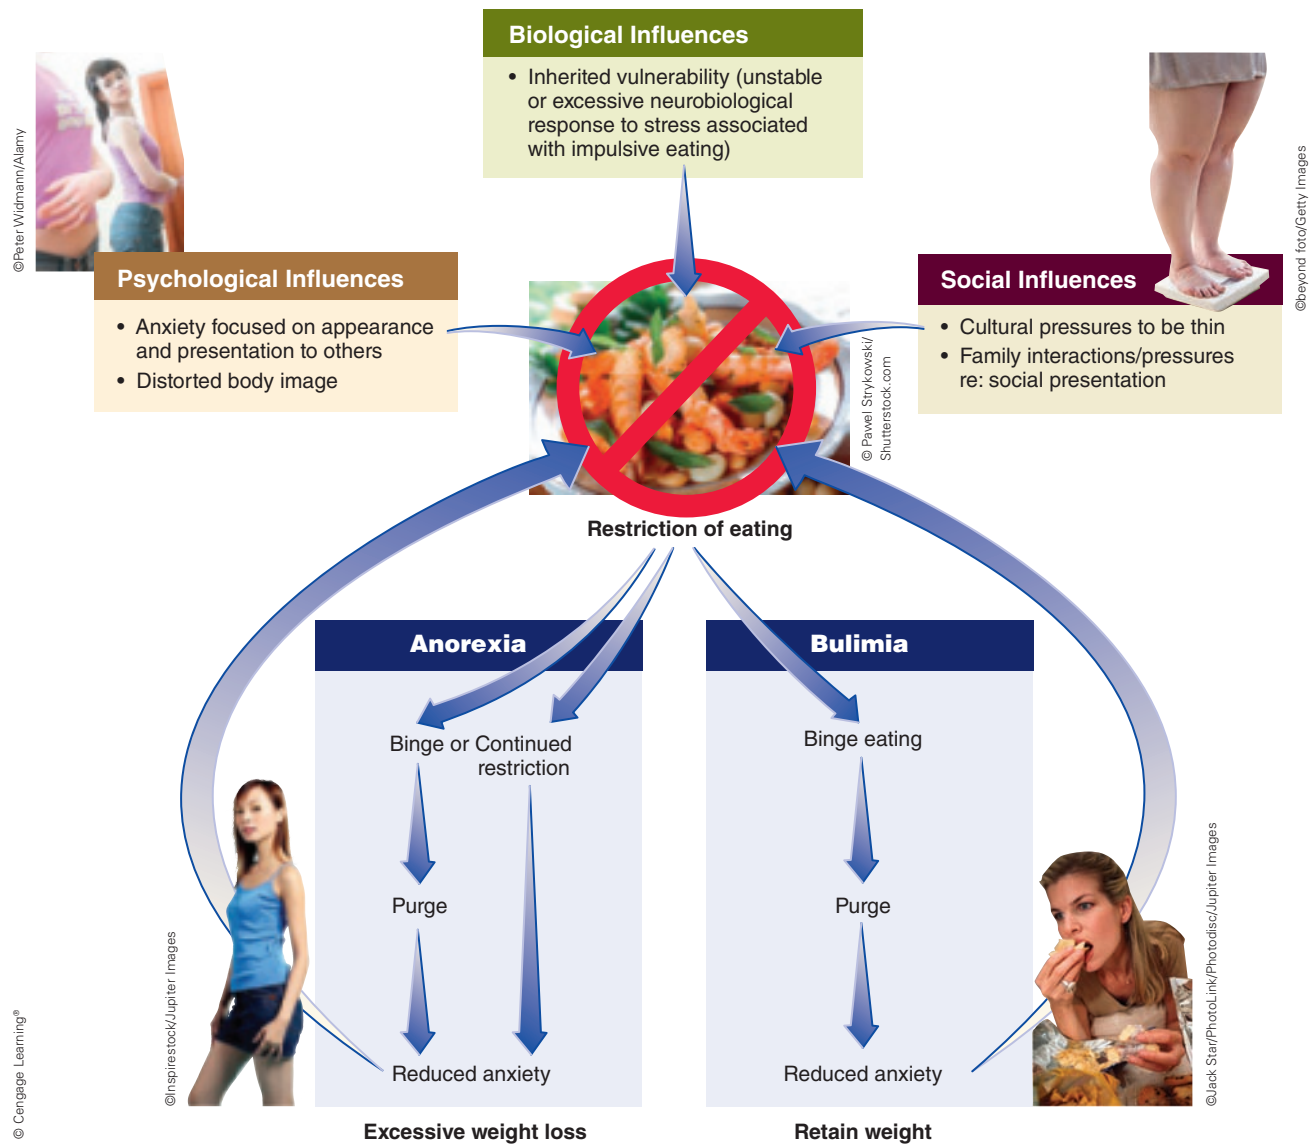 Biological Influences
• Inherited vulnerability (unstable
or excessive neurobiological
response to stress associated
with impulsive eating)
©Peter Widmann/Alamy
Psychological Influences
• Anxiety focused on appearance
and presentation to others
• Distorted body image
Social Influences
• Cultural pressures to be thin
• Family interactions/pressures
re: social presentation
©beyond foto/Getty Images
© Pawel Strykowski/
Shutterstock.com
Restriction of eating
Anorexia
Binge or Continued
restriction
Purge
Reduced anxiety
Excessive weight loss
Bulimia
Binge eating
Purge
Reduced anxiety
Retain weight
©Inspirestock/Jupiter Images
©Jack Star/PhotoLink/Photodisc/Jupiter Images
© Cengage Learning®